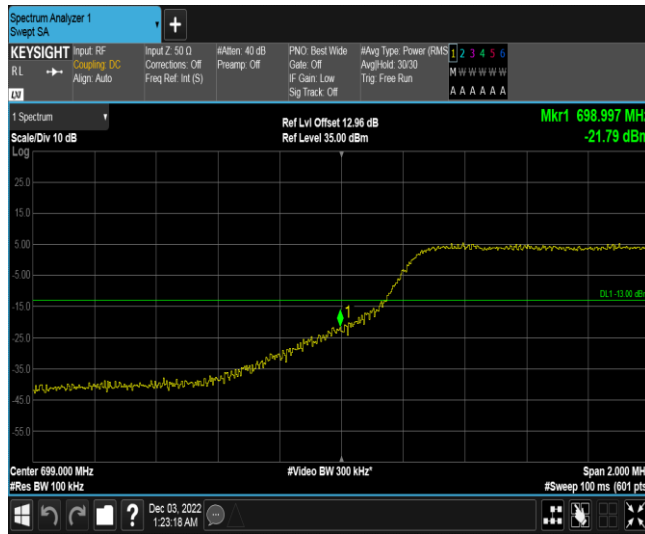 Spectrum Analyzer 1
Swept SA
+
KEYSIGHT Input: RF Input Z: 50 Ω #Atten: 40 dB PNO: Best Wide #Avg Type: Power (RMS 1 2 3 4 5 6
RL Coupling: DC Corrections: Off Preamp: Off Gate: Off Avg|Hold: 30/30 M W W W W W
Align: Auto Freq Ref: Int (S) IF Gain: Low Trig: Free Run
Sig Track: Off A A A A A A
LXI
1 Spectrum Ref Lvl Offset 12.96 dB Mkr1 698.997 MH
Scale/Div 10 dB Ref Level 35.00 dBm -21.79 dBn
Log
25.0
15.0
5.00
-5.00
DL1 -13.00 dB
-15.0
1
-25.0
-35.0
-45.0
-55.0
Center 699.000 MHz #Video BW 300 kHz* Span 2.000 MH
#Res BW 100 kHz #Sweep 100 ms (601 pts
? Dec 03, 2022
1:23:18 AM